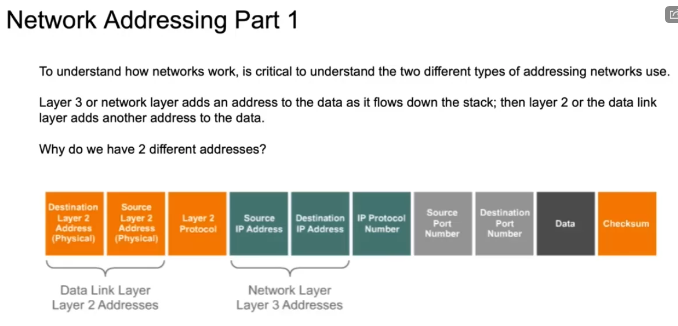 Network Addressing Part 1
To understand how networks work, is critical to understand the two different types of addressing networks use.
Layer 3 or network layer adds an address to the data as it flows down the stack; then layer 2 or the data link
layer adds another address to the data.
Why do we have 2 different addresses?
Destination
Layer 2
Address
(Physical)
Source
Layer 2
Address
(Physical)
Layer 2
Protocol
Source
IP Address
Destination
IP Address
IP Protocol
Number
Source
Port
Number
Destination
Port
Number
Data
Checksum
Data Link Layer
Layer 2 Addresses
Network Layer
Layer 3 Addresses